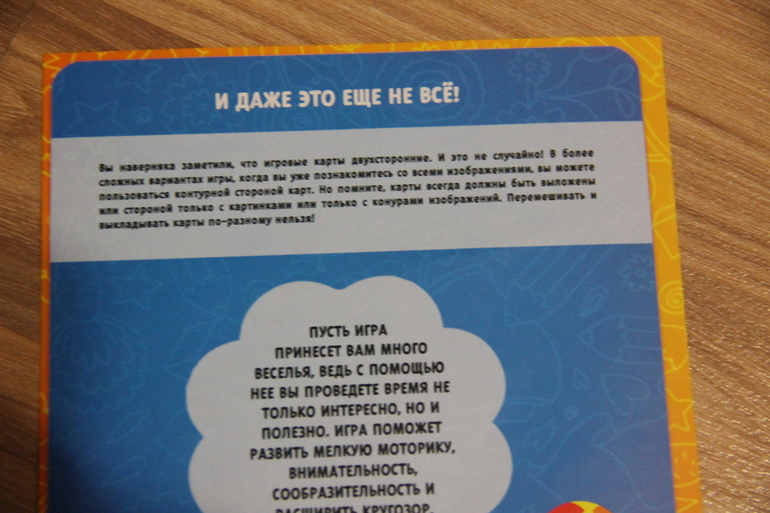 И ДАЖЕ ЭТО ЕЩЕ НЕ ВСЁ!
Вы наверняка заметили, что игровые карты двухсторонние. И это не случайно! В более
сложных вариантах игры, когда вы уже познакомитесь со всеми изображениями, вы можете
пользоваться контурной стороной карт. Но помните, карты всегда должны быть выложены
или стороной только с картинками или только с конурами изображений. Перемешивать и
выкладывать карты по-разному нельзя!
ПУСТЬ ИГРА
ПРИНЕСЕТ ВАМ МНОГО
ВЕСЕЛЬЯ, ВЕДЬ С ПОМОЩЬЮ
НЕЕ ВЫ ПРОВЕДЕТЕ ВРЕМЯ НЕ
ТОЛЬКО ИНТЕРЕСНО, НО И
ПОЛЕЗНО. ИГРА ПОМОЖЕТ
РАЗВИТЬ МЕЛКУЮ МОТОРИКУ,
ВНИМАТЕЛЬНОСТЬ,
СООБРАЗИТЕЛЬНОСТЬ И
РАСШИРИТЬ КРУГОЗОР.